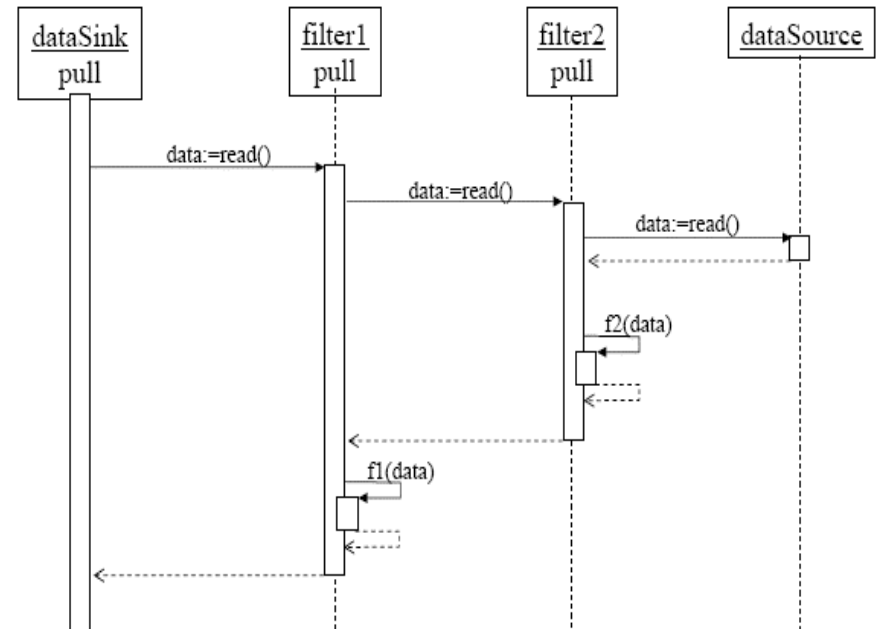 dataSink
pull
filter1
pull
filter2
pull
dataSource
data:=read()
data:=read()
data:=read()
f2(data)
f1(data)